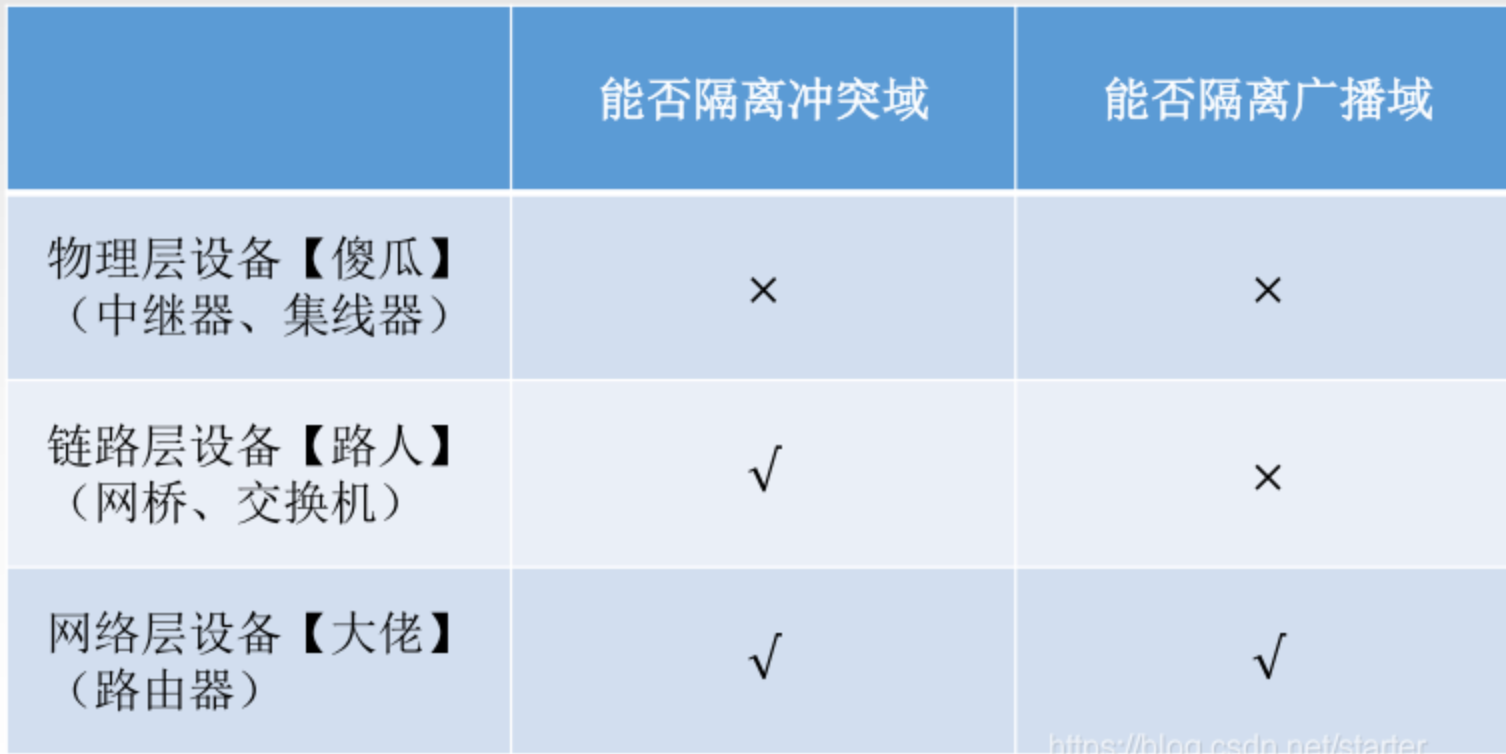 能否隔离冲突域
能否隔离广播域
物理层设备【傻瓜】
（中继器、集线器）
×
×
链路层设备【路人】
（网桥、交换机）
√
×
网络层设备【大佬】
（路由器）
√
√
https://blog.csdn.net/starter